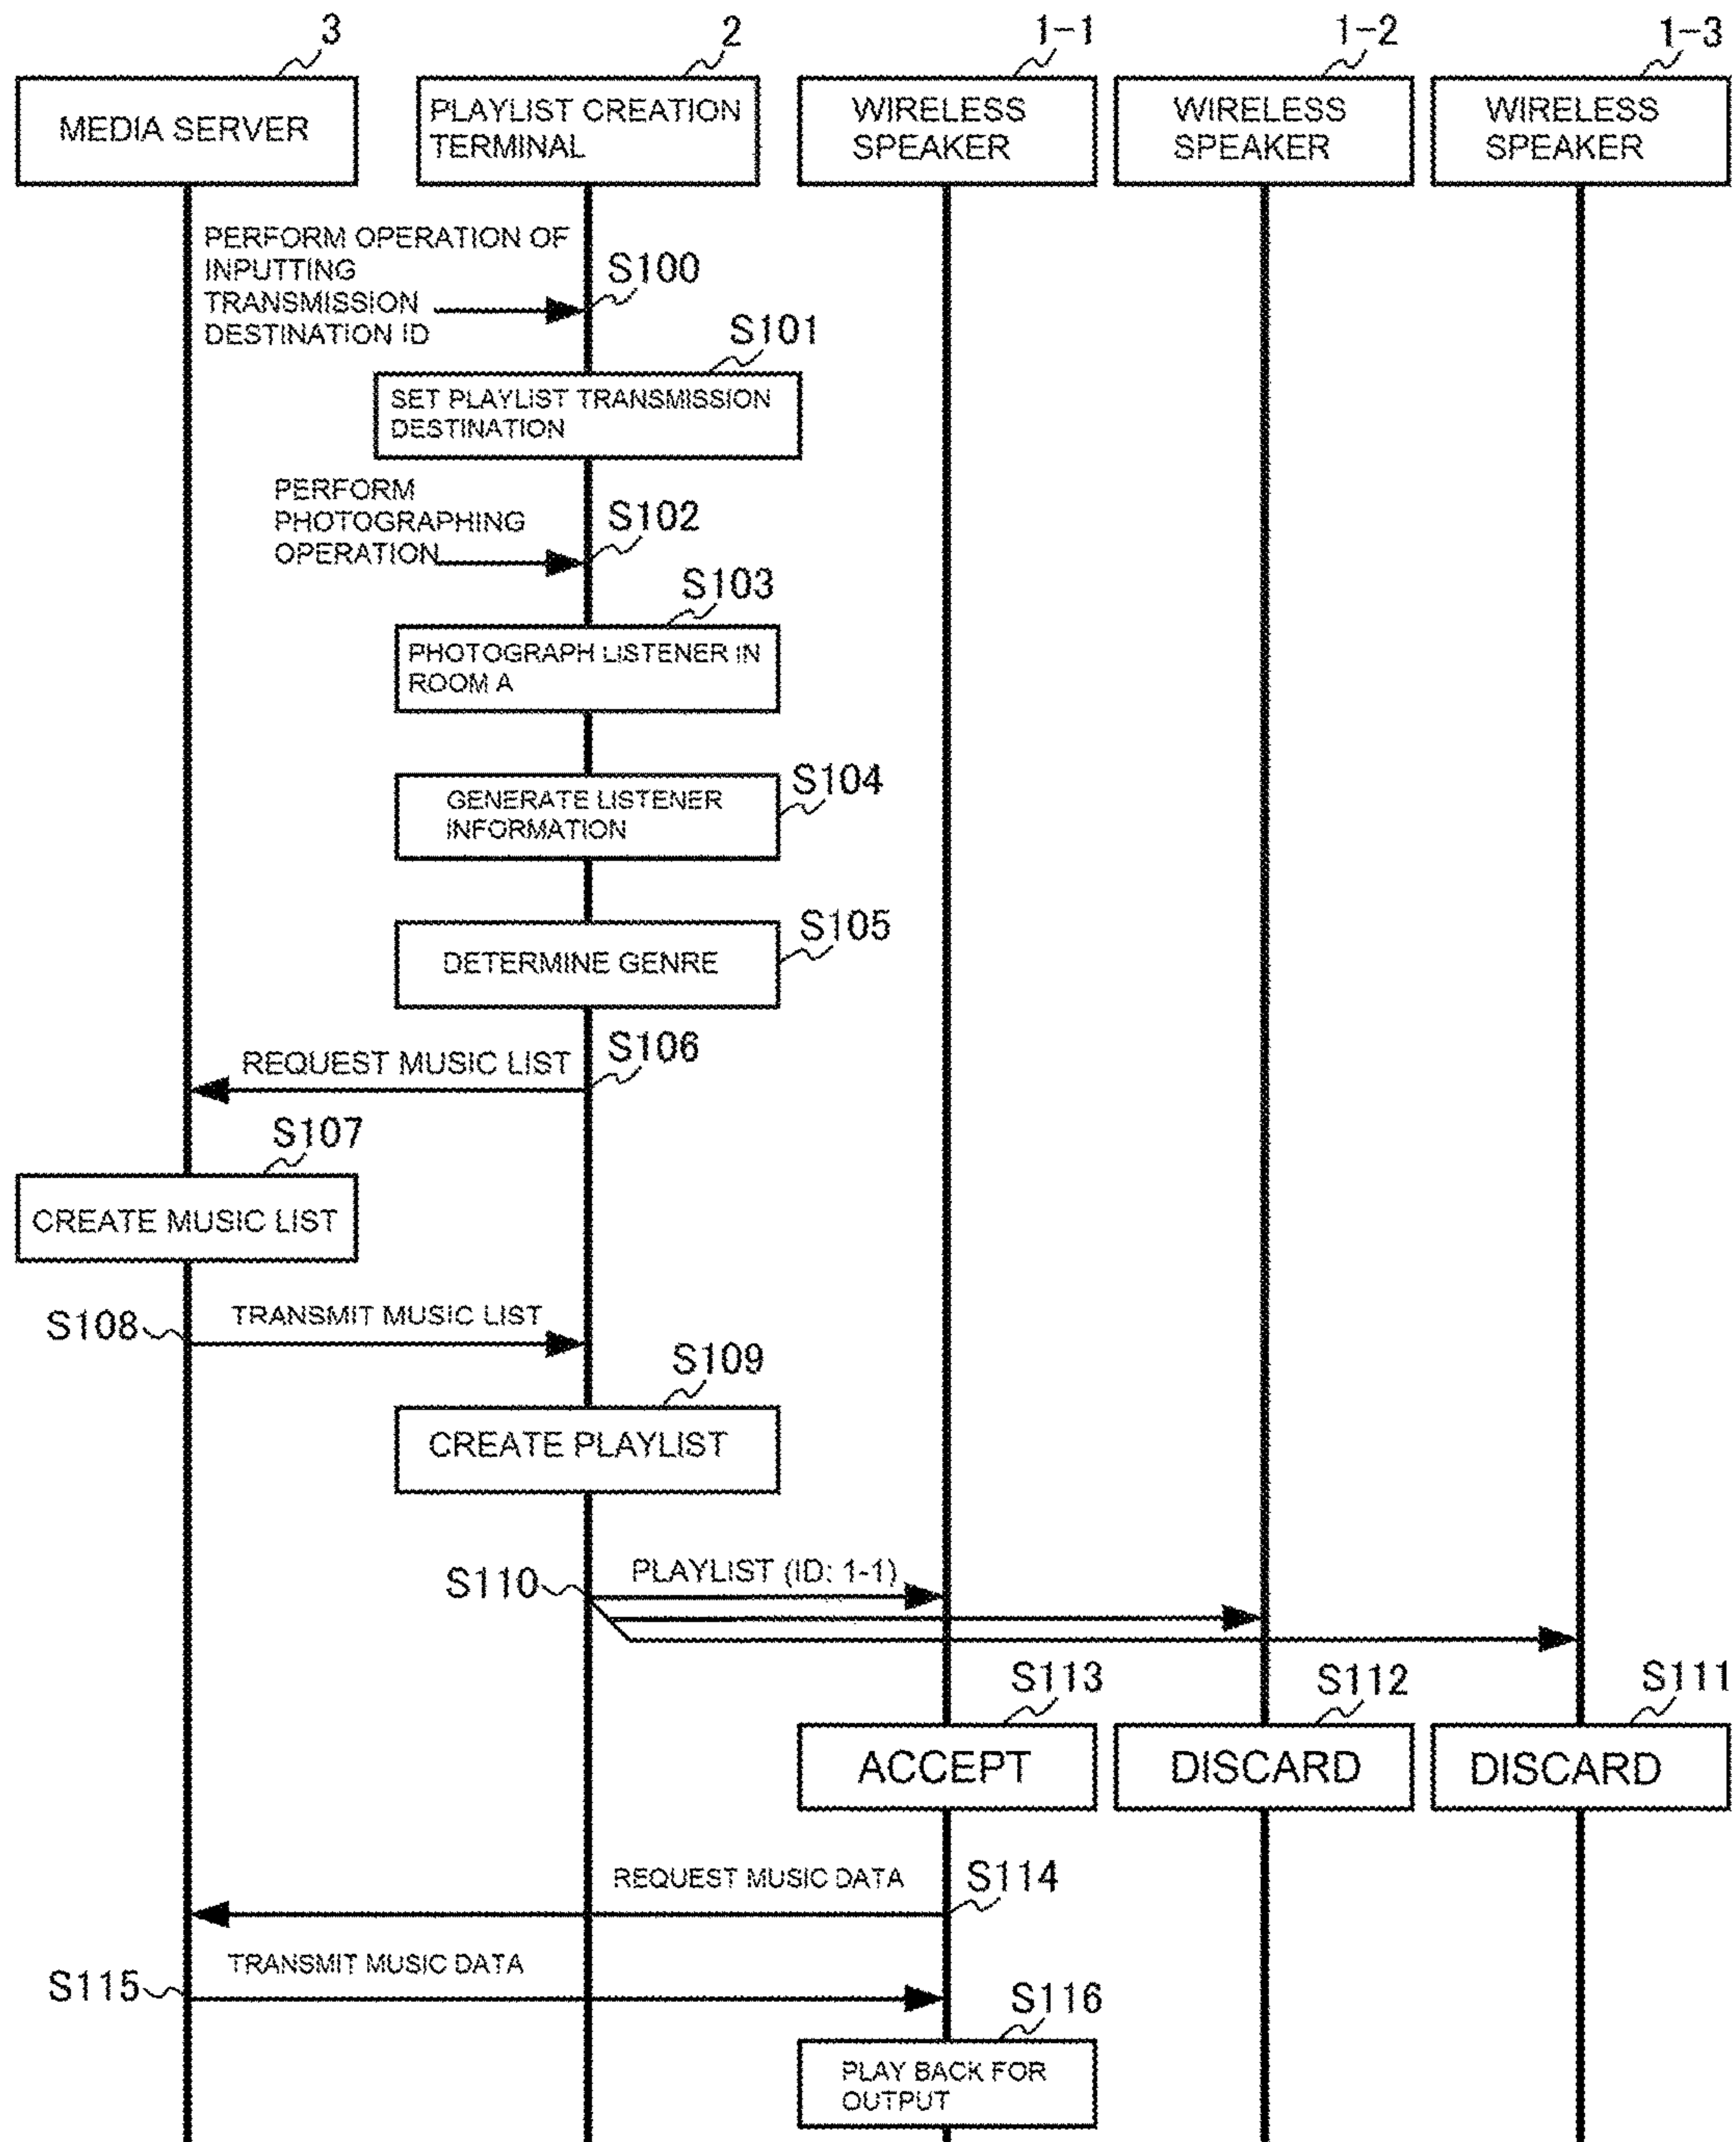 3
2
1-1
1-2
1-3
MEDIA SERVER
PLAYLIST CREATION
TERMINAL
WIRELESS
SPEAKER
WIRELESS
SPEAKER
WIRELESS
SPEAKER
PERFORM OPERATION OF
INPUTTING
TRANSMISSION
DESTINATION ID
S100
S101
SET PLAYLIST TRANSMISSION
DESTINATION
PERFORM
PHOTOGRAPHING
OPERATION
S102
S103
PHOTOGRAPH LISTENER IN
ROOM A
S104
GENERATE LISTENER
INFORMATION
S105
DETERMINE GENRE
S106
REQUEST MUSIC LIST
S107
CREATE MUSIC LIST
S108
TRANSMIT MUSIC LIST
S109
CREATE PLAYLIST
S110
PLAYLIST (ID: 1-1)
S113
S112
S111
ACCEPT
DISCARD
DISCARD
REQUEST MUSIC DATA
S114
TRANSMIT MUSIC DATA
S115
S116
PLAY BACK FOR
OUTPUT